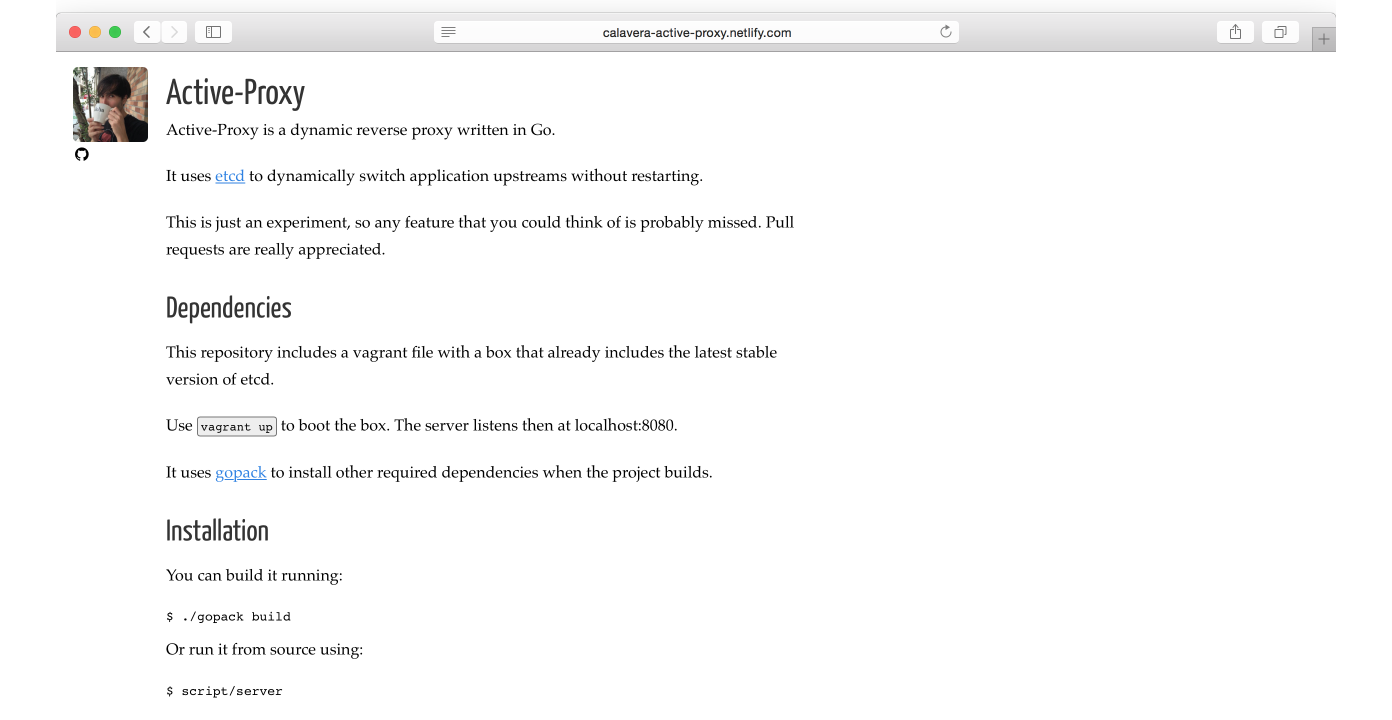 calavera-active-proxy.netlify.com
Active-Proxy
Active-Proxy is a dynamic reverse proxy written in Go.
It uses etcd to dynamically switch application upstreams without restarting.
This is just an experiment, so any feature that you could think of is probably missed. Pull
requests are really appreciated.
Dependencies
This repository includes a vagrant file with a box that already includes the latest stable
version of etcd.
Use vagrant up to boot the box. The server listens then at localhost:8080.
It uses gopack to install other required dependencies when the project builds.
Installation
You can build it running:
$ ./gopack build
Or run it from source using:
$ script/server